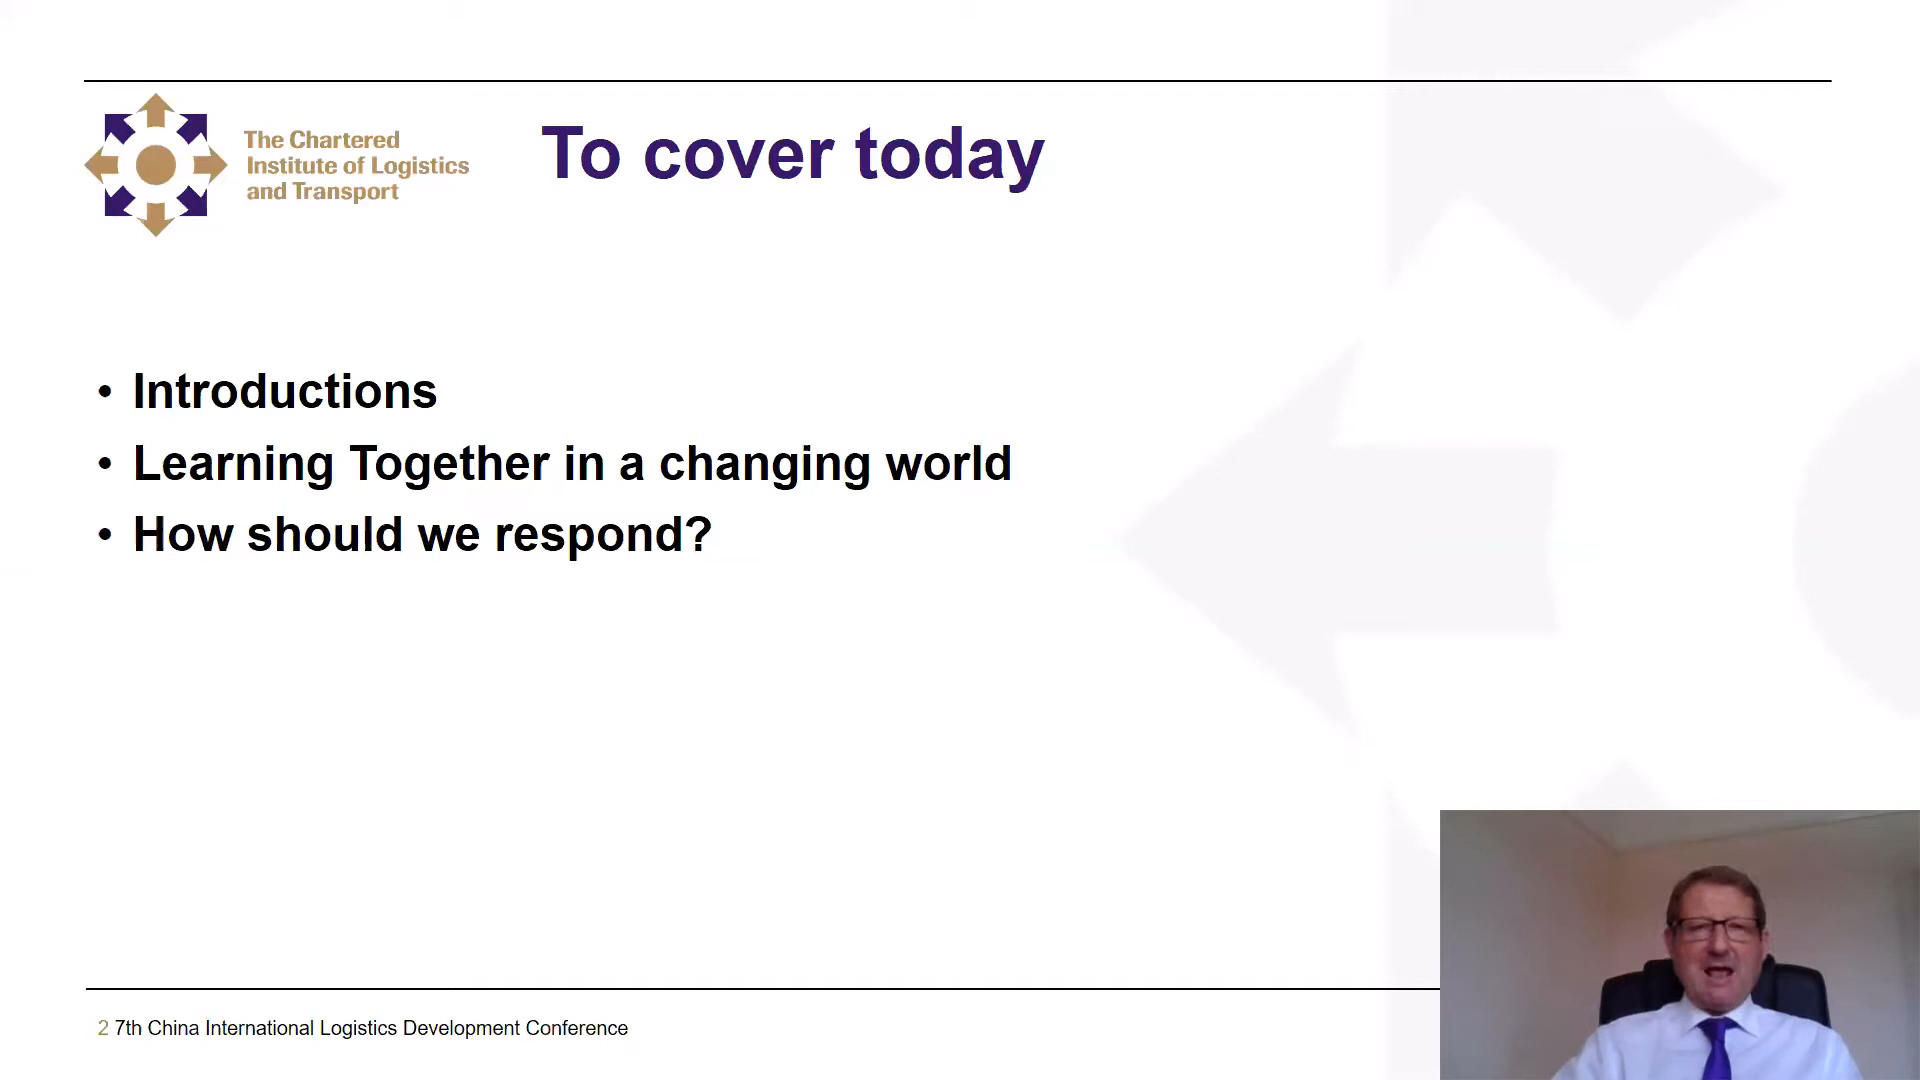 The Chartered
Institute of Logistics
and Transport
To cover today
• Introductions
• Learning Together in a changing world
• How should we respond?
2 7th China International Logistics Development Conference